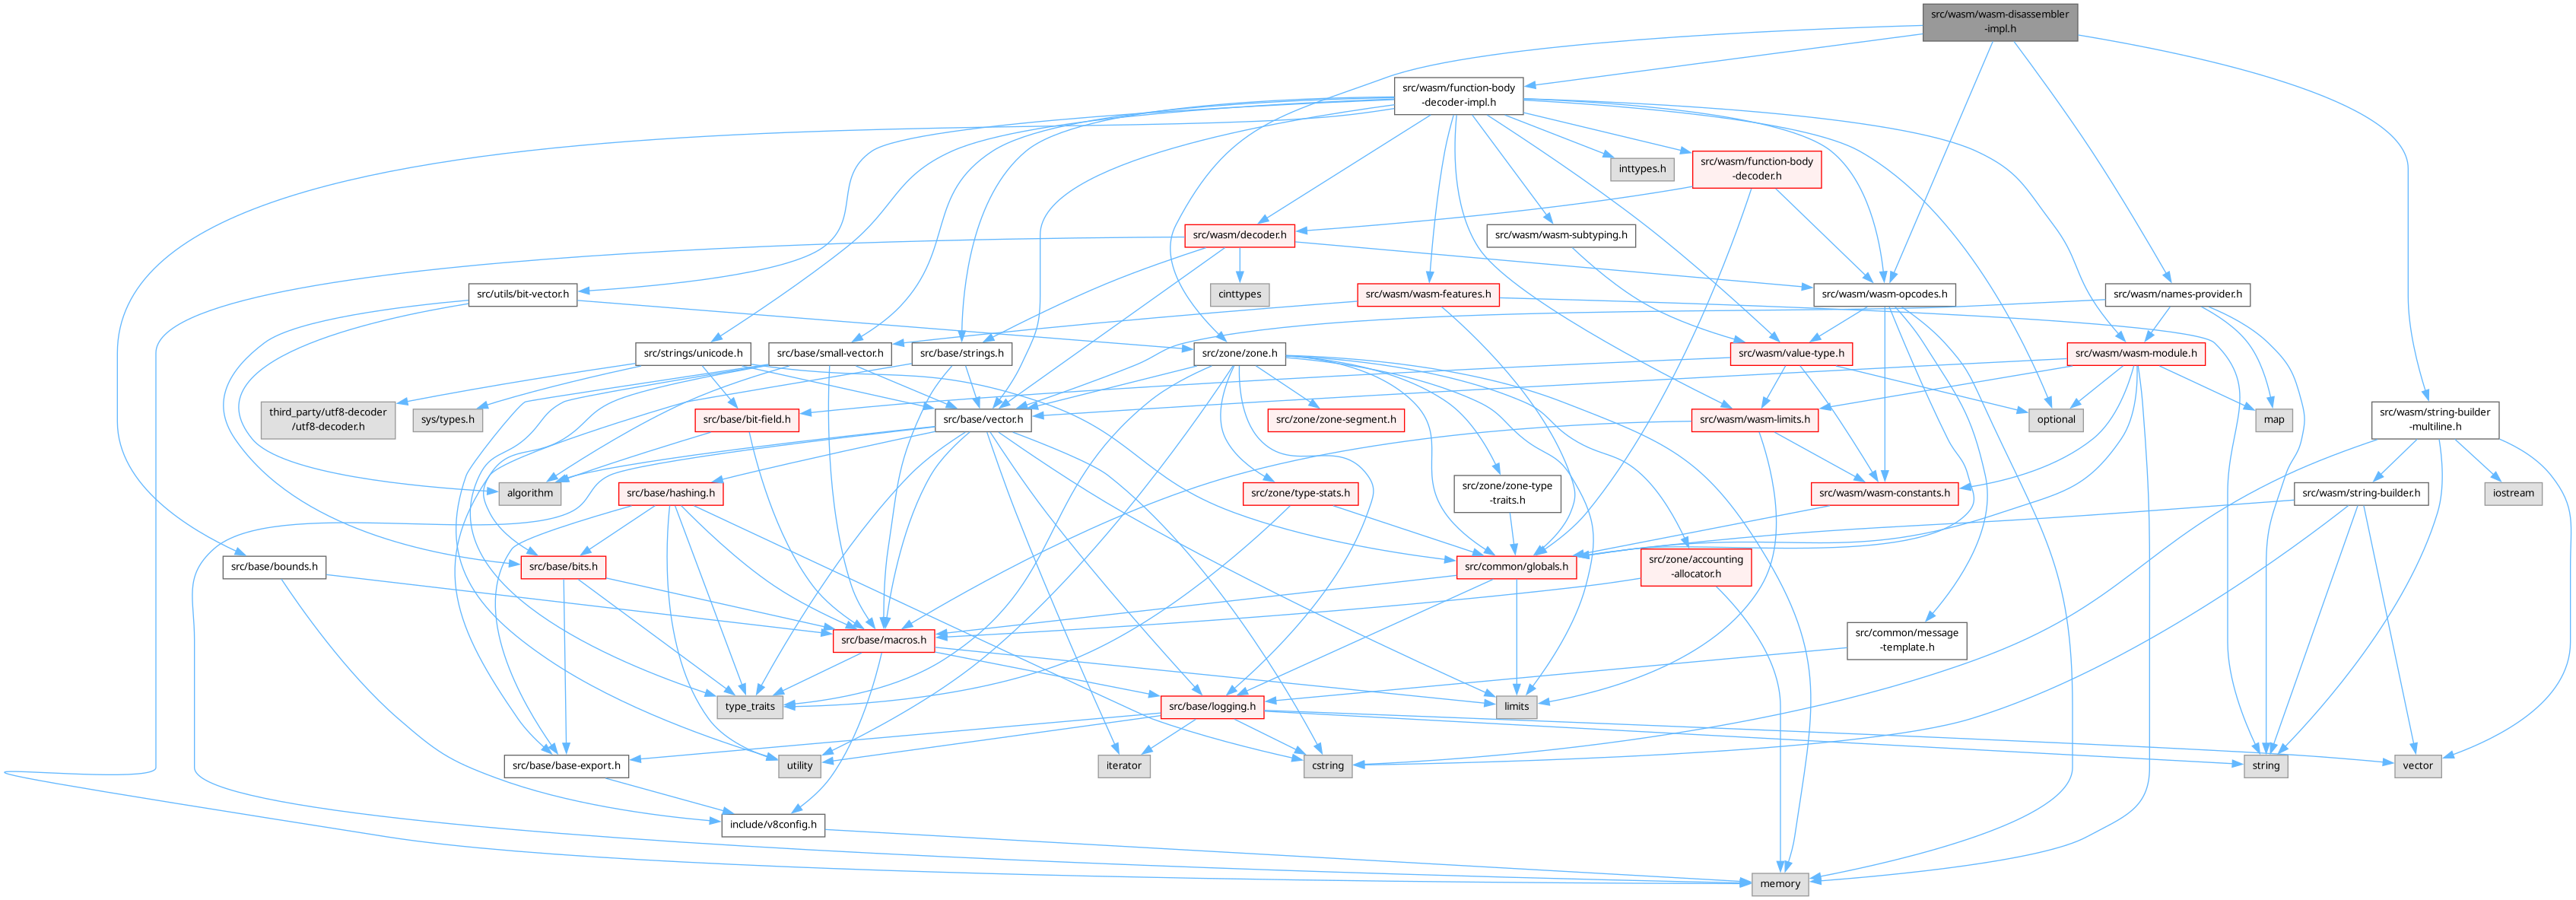 src/wasm/wasm-disassembler
-impl.h
src/wasm/function-body
-decoder-impl.h
inttypes.h
src/wasm/function-body
-decoder.h
src/wasm/decoder.h
src/wasm/wasm-subtyping.h
src/utils/bit-vector.h
cinttypes
src/wasm/wasm-features.h
src/wasm/wasm-opcodes.h
src/wasm/names-provider.h
src/strings/unicode.h
src/base/small-vector.h
src/base/strings.h
src/zone/zone.h
src/wasm/value-type.h
src/wasm/wasm-module.h
third_party/utf8-decoder
/utf8-decoder.h
sys/types.h
src/base/bit-field.h
src/base/vector.h
src/zone/zone-segment.h
src/wasm/wasm-limits.h
optional
map
src/wasm/string-builder
-multiline.h
algorithm
src/base/hashing.h
src/zone/type-stats.h
src/zone/zone-type
-traits.h
src/wasm/wasm-constants.h
src/wasm/string-builder.h
iostream
src/base/bounds.h
src/base/bits.h
src/common/globals.h
src/zone/accounting
-allocator.h
src/base/macros.h
src/common/message
-template.h
type_traits
src/base/logging.h
limits
src/base/base-export.h
utility
iterator
cstring
string
vector
include/v8config.h
memory